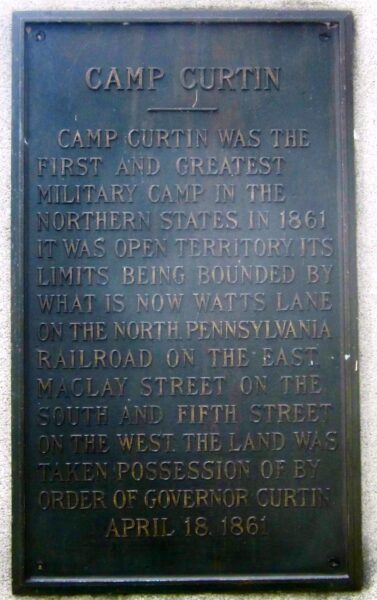 CAMP CURTIN
CAMP CURTIN WAS THE
FIRST AND GREATEST
MILITARY CAMP IN THE
NORTHERN STATES IN 1861
IT WAS OPEN TERRITORY, ITS
LIMITS BEING BOUNDED BY
WHAT IS NOW WATTS LANE
ON THE NORTH, PENNSYLVANIA
RAILROAD ON THE EAST
MACLAY STREET ON THE
SOUTH AND FIFTH STREET
ON THE WEST. THE LAND WAS
TAKEN POSSESSION OF BY
ORDER OF GOVERNOR CURTIN
APRIL 18, 1861